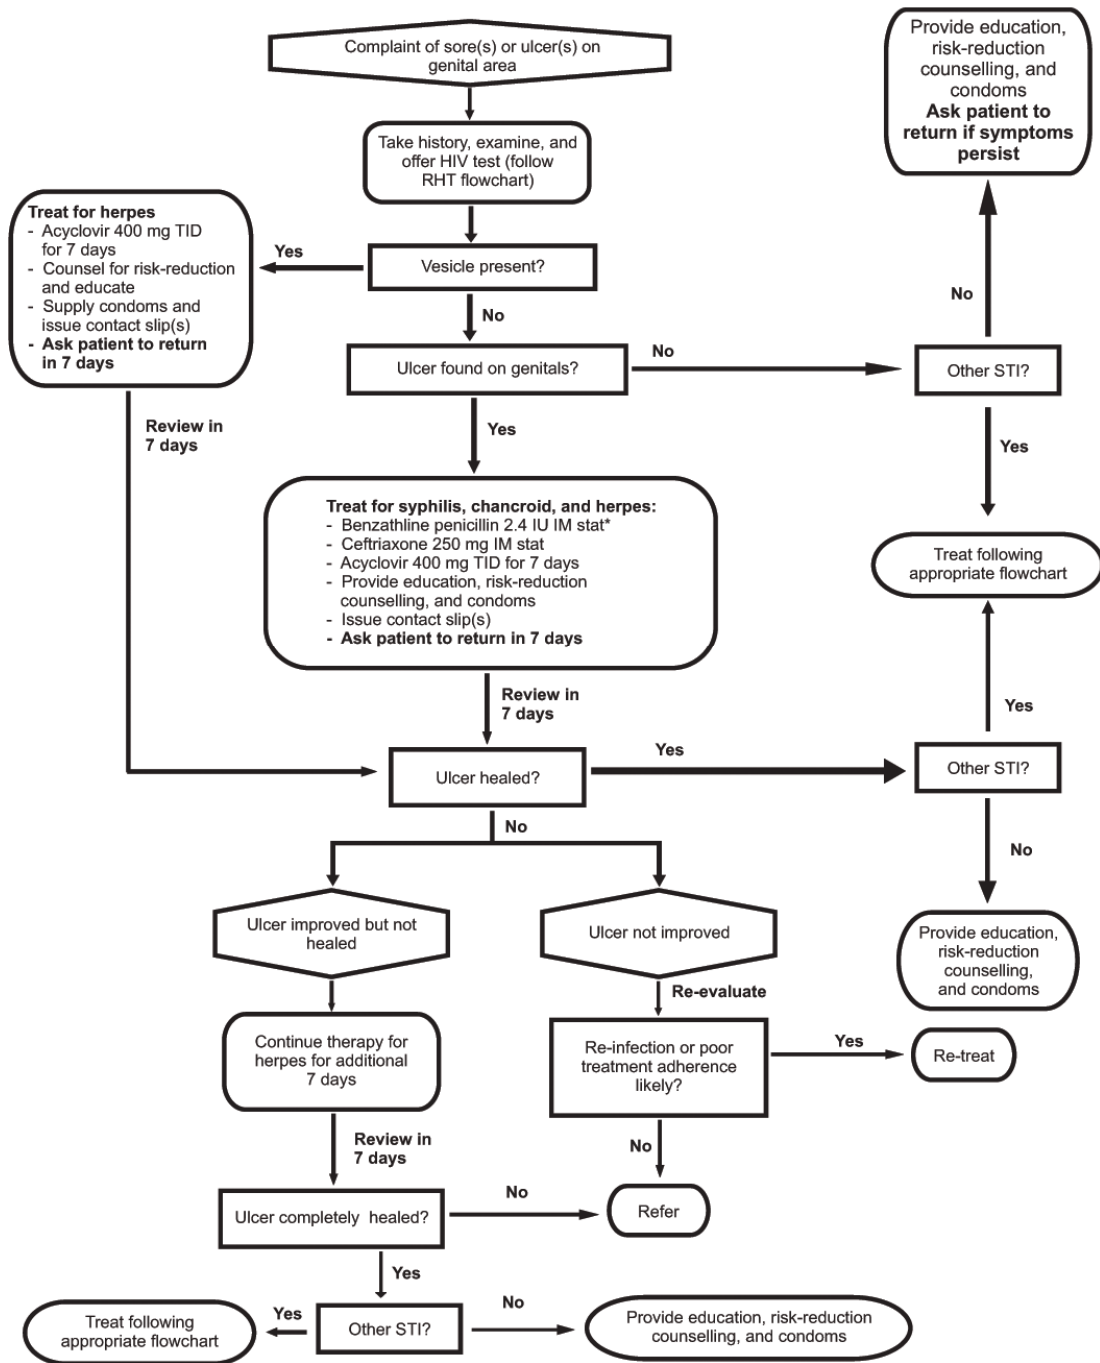 Complaint of sore(s) or ulcer(s) on
genital area
Take history, examine, and
offer HIV test (follow
RHT flowchart)
Vesicle present?
Yes
Treat for herpes
- Acyclovir 400 mg TID
for 7 days
- Counsel for risk-reduction
and educate
- Supply condoms and
issue contact slip(s)
- Ask patient to return
in 7 days
Review in
7 days
No
Ulcer found on genitals?
No
Other STI?
No
Provide education,
risk-reduction
counselling, and
condoms
Ask patient to
return if symptoms
persist
Yes
Treat following
appropriate flowchart
Yes
Treat for syphilis, chancroid, and herpes:
- Benzathline penicillin 2.4 IU IM stat*
- Ceftriaxone 250 mg IM stat
- Acyclovir 400 mg TID for 7 days
- Provide education, risk-reduction
counselling, and condoms
- Issue contact slip(s)
- Ask patient to return in 7 days
Review in
7 days
Ulcer healed?
Yes
Other STI?
Yes
No
Provide education,
risk-reduction
counselling,
and condoms
No
Ulcer improved but not
healed
Ulcer not improved
Re-evaluate
Continue therapy for
herpes for additional
7 days
Re-infection or poor
treatment adherence
likely?
Yes
Re-treat
No
Refer
Review in
7 days
Ulcer completely healed?
No
Yes
Other STI?
Yes
Treat following
appropriate flowchart
No
Provide education, risk-reduction
counselling, and condoms